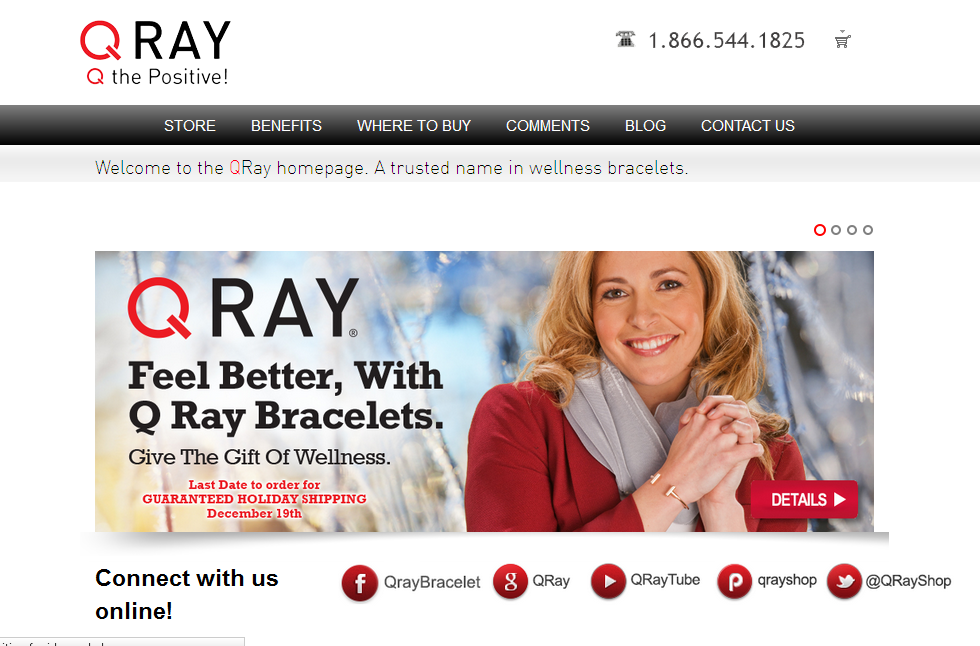 Q RAY
Q the Positive!
1.866.544.1825
STORE BENEFITS WHERE TO BUY COMMENTS BLOG CONTACT US
Welcome to the QRay homepage. A trusted name in wellness bracelets.
Q RAY®
Feel Better, With
Q Ray Bracelets.
Give The Gift Of Wellness.
Last Date to order for
GUARANTEED HOLIDAY SHIPPING
December 19th
DETAILS
Connect with us
online!
QrayBracelet QRay QRayTube qrayshop @QRayShop